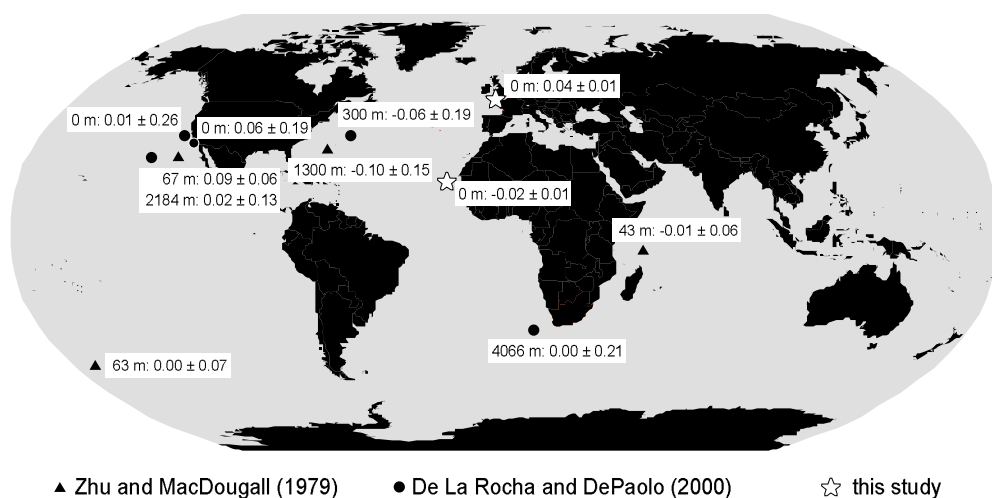 0 m: 0.04 ± 0.01
0 m: 0.01 ± 0.26
300 m: -0.06 ± 0.19
0 m: 0.06 ± 0.19
1300 m: -0.10 ± 0.15
67 m: 0.09 ± 0.06
2184 m: 0.02 ± 0.13
0 m: -0.02 ± 0.01
43 m: -0.01 ± 0.06
4066 m: 0.00 ± 0.21
63 m: 0.00 ± 0.07
Zhu and MacDougall (1979)
De La Rocha and DePaolo (2000)
this study